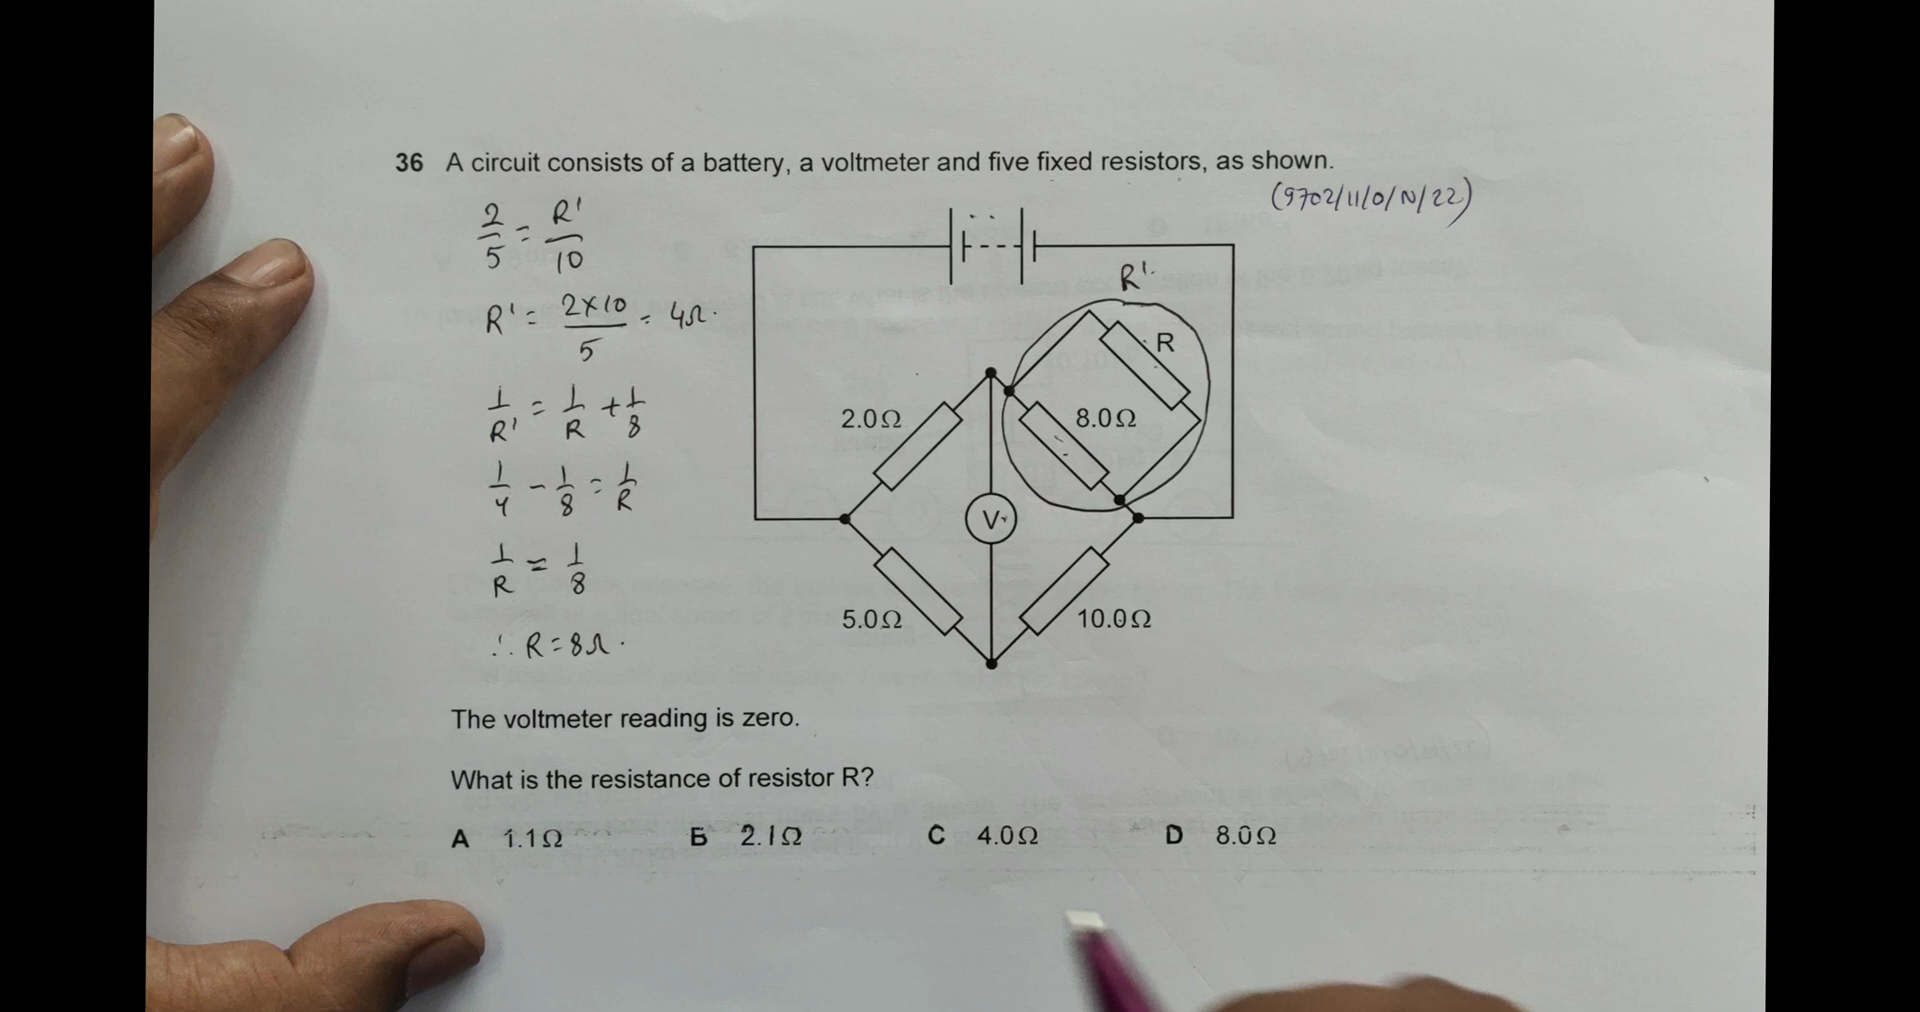 36 A circuit consists of a battery, a voltmeter and five fixed resistors, as shown.
(9702/11/O/N/22)
2/5 = R'/10
R' = 2×10/5 = 4Ω.
1/R' = 1/R + 1/8
1/4 - 1/8 = 1/R
1/R = 1/8
∴ R = 8Ω.
R'
R
2.0Ω
8.0Ω
V
5.0Ω
10.0Ω
The voltmeter reading is zero.
What is the resistance of resistor R?
A 1.1Ω B 2.1Ω C 4.0Ω D 8.0Ω